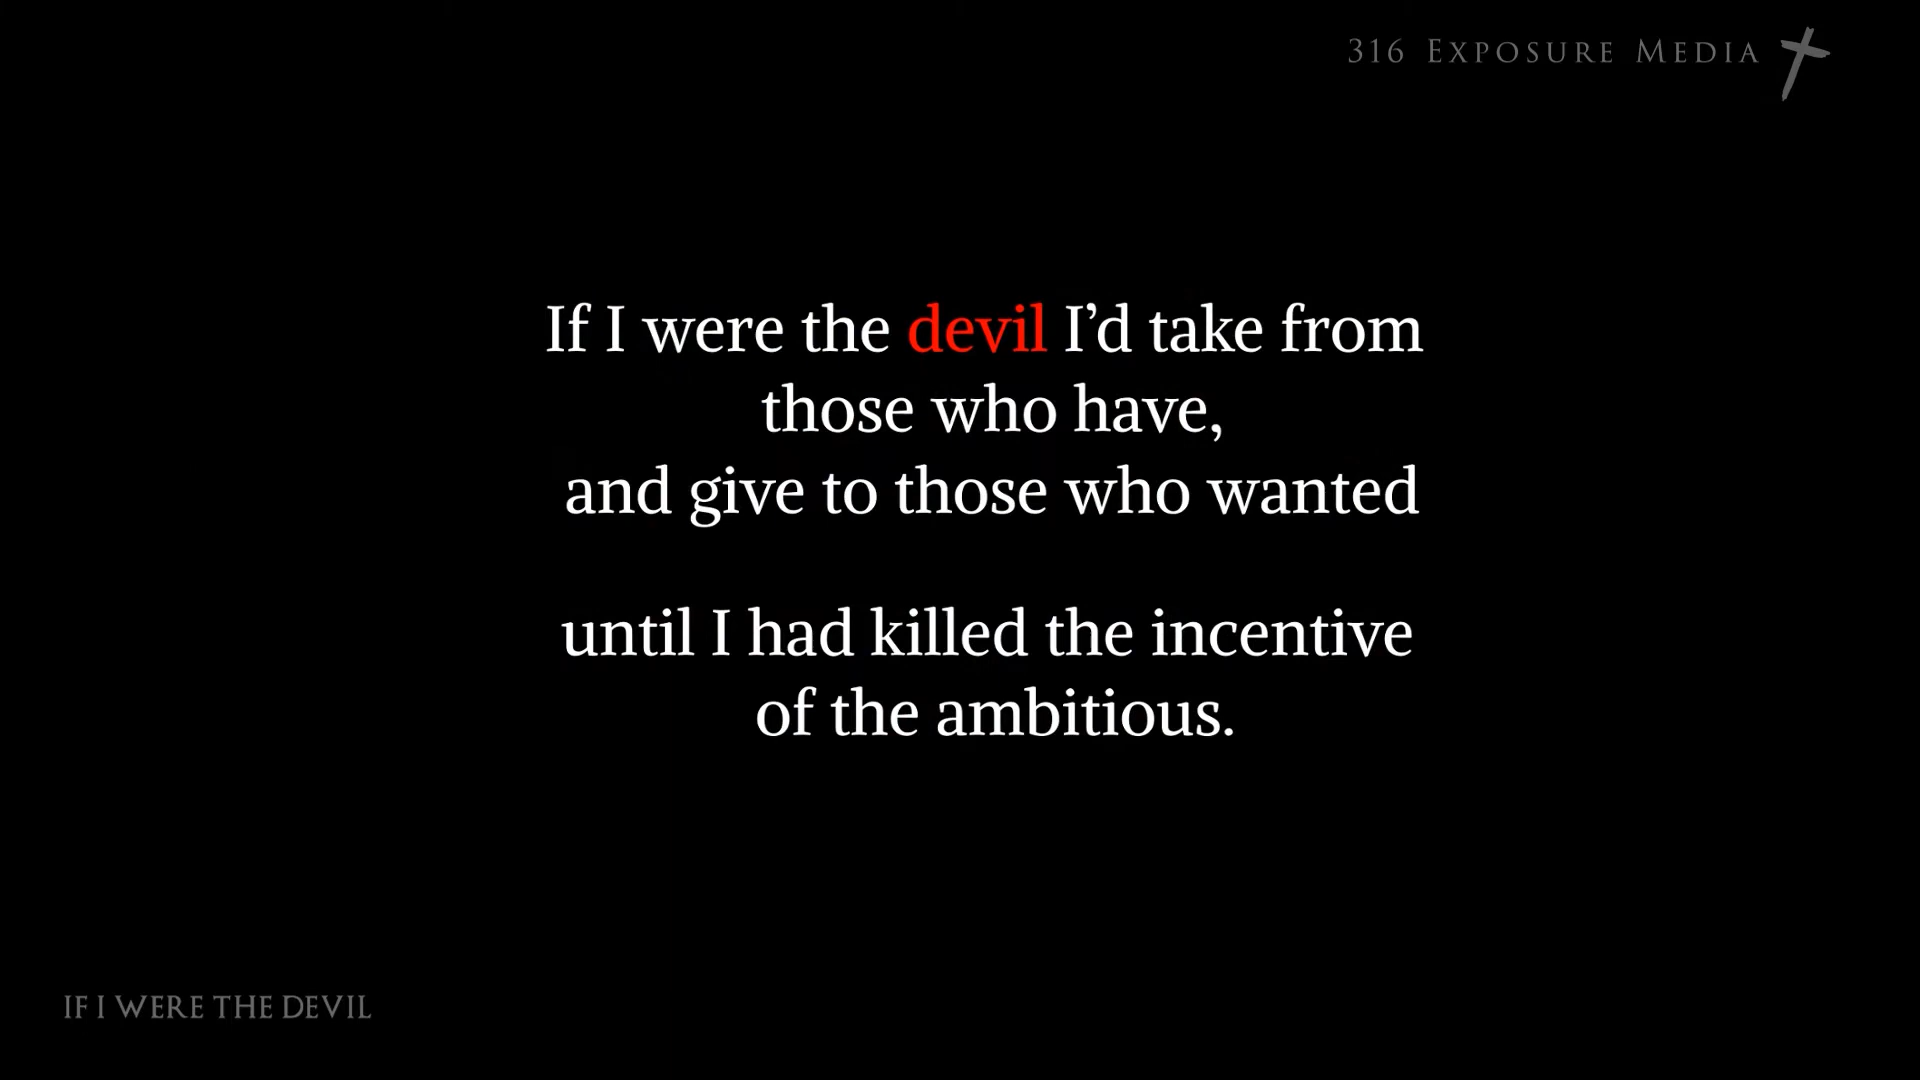 316 Exposure Media
If I were the devil I’d take from
those who have,
and give to those who wanted
until I had killed the incentive
of the ambitious.
IF I WERE THE DEVIL